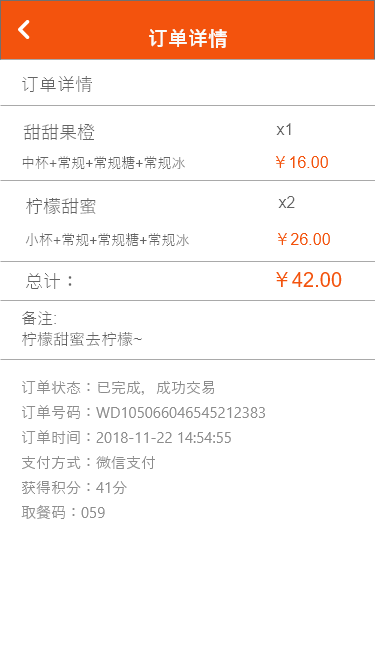 订单详情
订单详情
甜甜果橙 x1
中杯+常规+常规糖+常规冰 ￥16.00
柠檬甜蜜 x2
小杯+常规+常规糖+常规冰 ￥26.00
总计： ￥42.00
备注:
柠檬甜蜜去柠檬~
订单状态：已完成，成功交易
订单号码：WD105066046545212383
订单时间：2018-11-22 14:54:55
支付方式：微信支付
获得积分：41分
取餐码：059